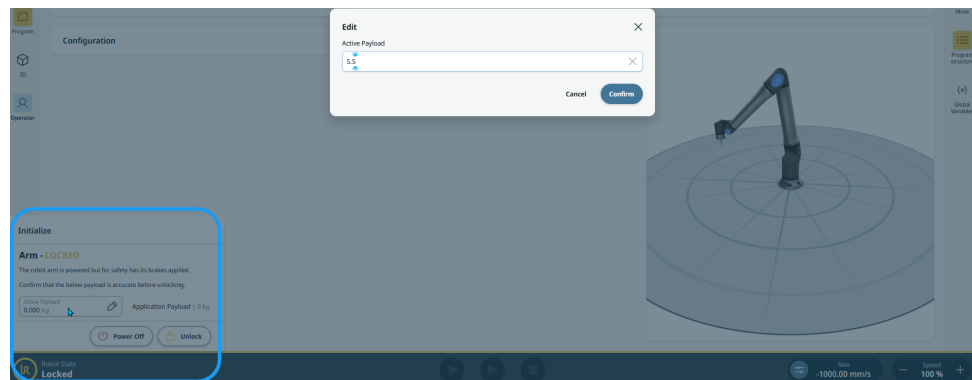 Program
3D
Operator
Configuration
Edit
Active Payload
5.5
Cancel
Confirm
Move
Program
structure
{x}
Global
Variables
Initialize
Arm - LOCKED
The robot arm is powered but for safety has its brakes applied.
Confirm that the below payload is accurate before unlocking.
Active Payload
0.000 kg
Application Payload | 0 kg
Power Off
Unlock
UR
Robot State
Locked
Max
-1000.00 mm/s
Speed
100 %